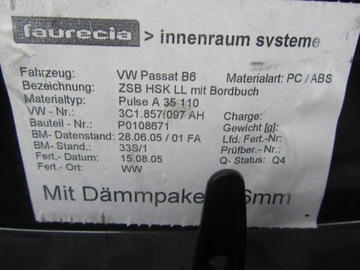 faurecia > innenraum systeme
Fahrzeug: VW Passat B6 Materialart: PC / ABS
Bezeichnung: ZSB HSK LL mit Bordbuch
Materialtyp: Pulse A 35 110
VW - Nr.: 3C1.857.097 AH Charge:
Bauteil - Nr.: P0108671 Gewicht [g]:
BM- Datenstand: 28.06.05 / 01 FA Lfd. Fert.-Nr.
BM- Stand.: 33S/1 Prüfber.- Nr.:
Fert.- Datum: 15.08.05 Q- Status: Q4
Fert.- Ort: WW
Mit Dämmpake 6mm